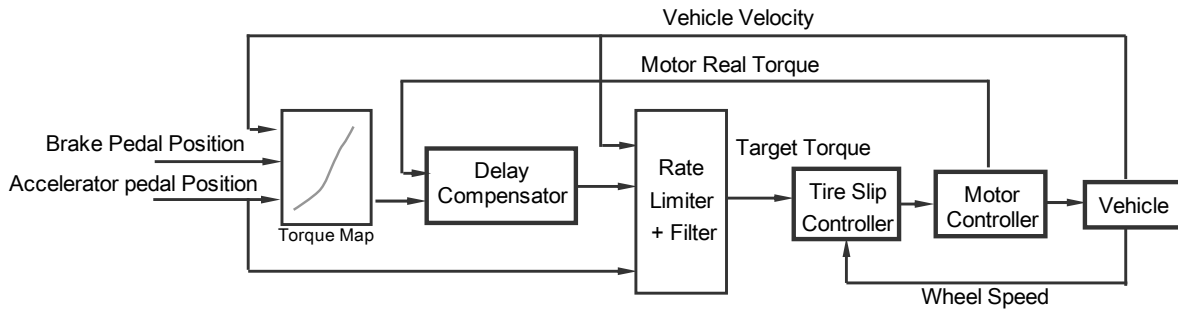 Vehicle Velocity
Motor Real Torque
Brake Pedal Position
Accelerator pedal Position
Torque Map
Delay
Compensator
Rate
Limiter
+ Filter
Target Torque
Tire Slip
Controller
Motor
Controller
Vehicle
Wheel Speed